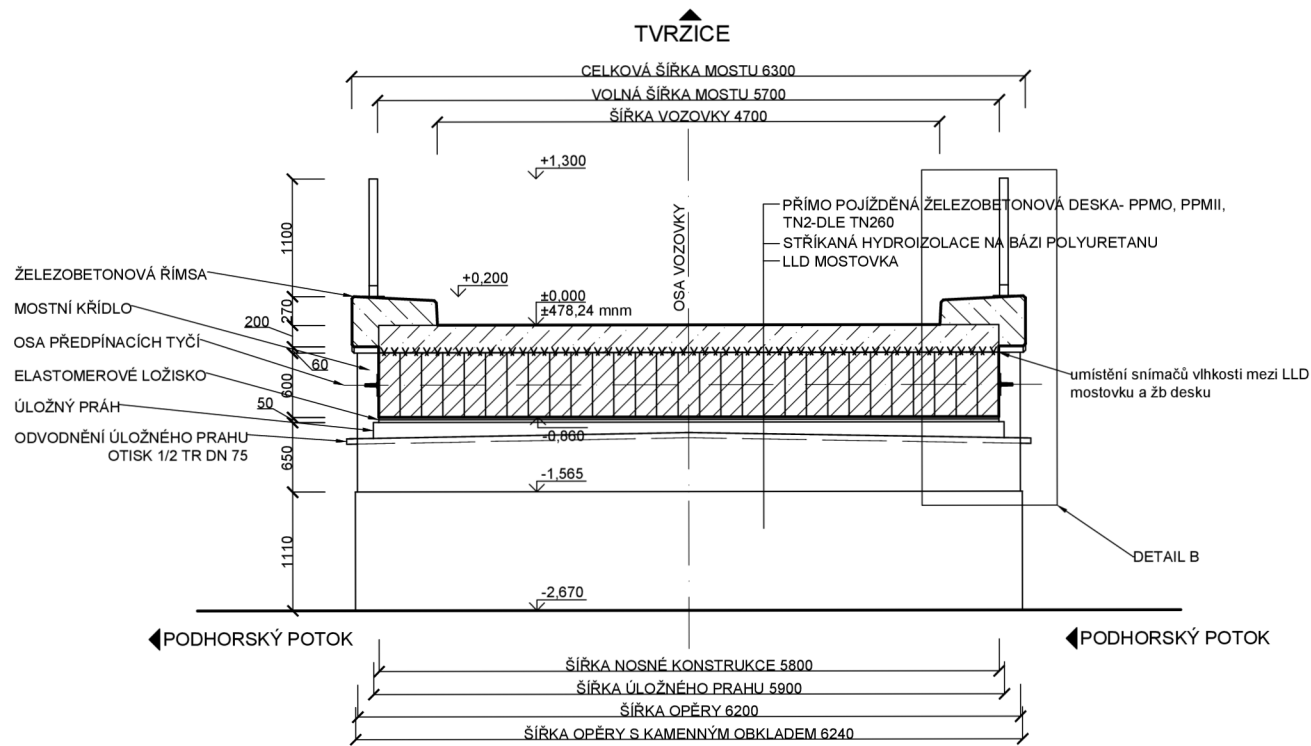 TVRZICE
CELKOVÁ ŠÍŘKA MOSTU 6300
VOLNÁ ŠÍŘKA MOSTU 5700
ŠÍŘKA VOZOVKY 4700
+1,300
PŘÍMO POJÍŽDĚNÁ ŽELEZOBETONOVÁ DESKA- PPMO, PPMII,
TN2-DLE TN260
STŘÍKANÁ HYDROIZOLACE NA BÁZI POLYURETANU
LLD MOSTOVKA
OSA VOZOVKY
1100
ŽELEZOBETONOVÁ ŘÍMSA
+0,200
±0,000
±478,24 mnm
MOSTNÍ KŘÍDLO
270
200
OSA PŘEDPÍNACÍCH TYČÍ
60
ELASTOMEROVÉ LOŽISKO
600
umístění snímačů vlhkosti mezi LLD
mostovku a žb desku
ÚLOŽNÝ PRÁH
50
ODVODNĚNÍ ÚLOŽNÉHO PRAHU
OTISK 1/2 TR DN 75
-0,860
650
-1,565
1110
DETAIL B
-2,670
PODHORSKÝ POTOK
PODHORSKÝ POTOK
ŠÍŘKA NOSNÉ KONSTRUKCE 5800
ŠÍŘKA ÚLOŽNÉHO PRAHU 5900
ŠÍŘKA OPĚRY 6200
ŠÍŘKA OPĚRY S KAMENNÝM OBKLADEM 6240